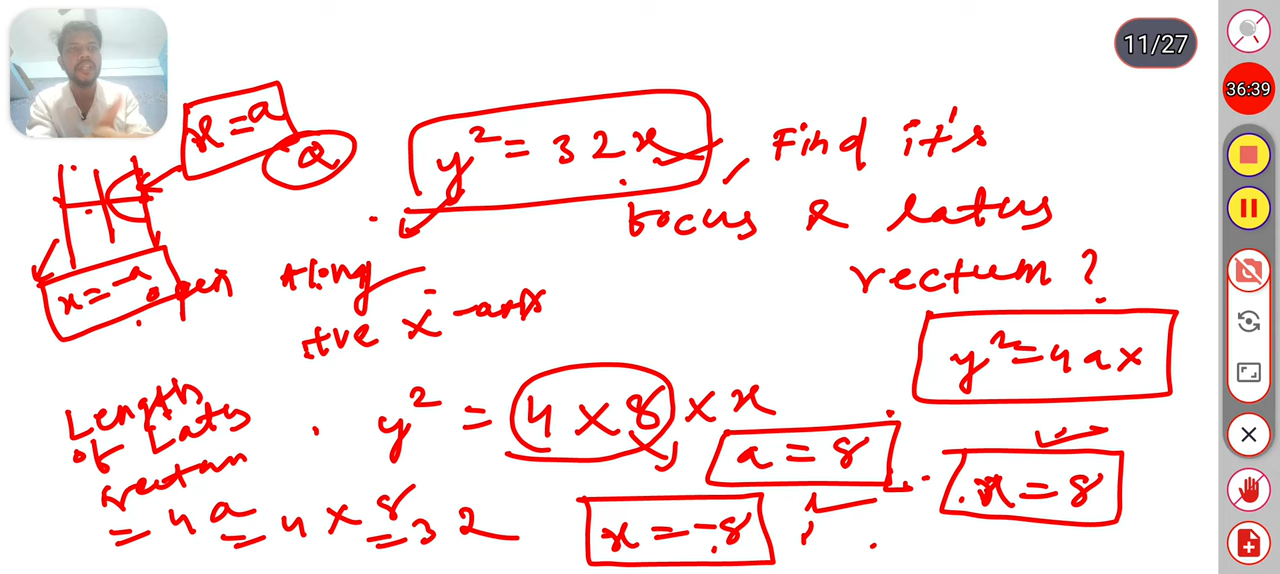 11/27
36:39
x = a
a
y² = 32x, Find it's
focus & latus
rectum?
x = -a
open along
+ve x-axis
y² = 4ax
y² = 4 × 8 × x
a = 8
x = 8
x = -8
Length
of Latus
rectum
= 4a = 4 × 8 = 32